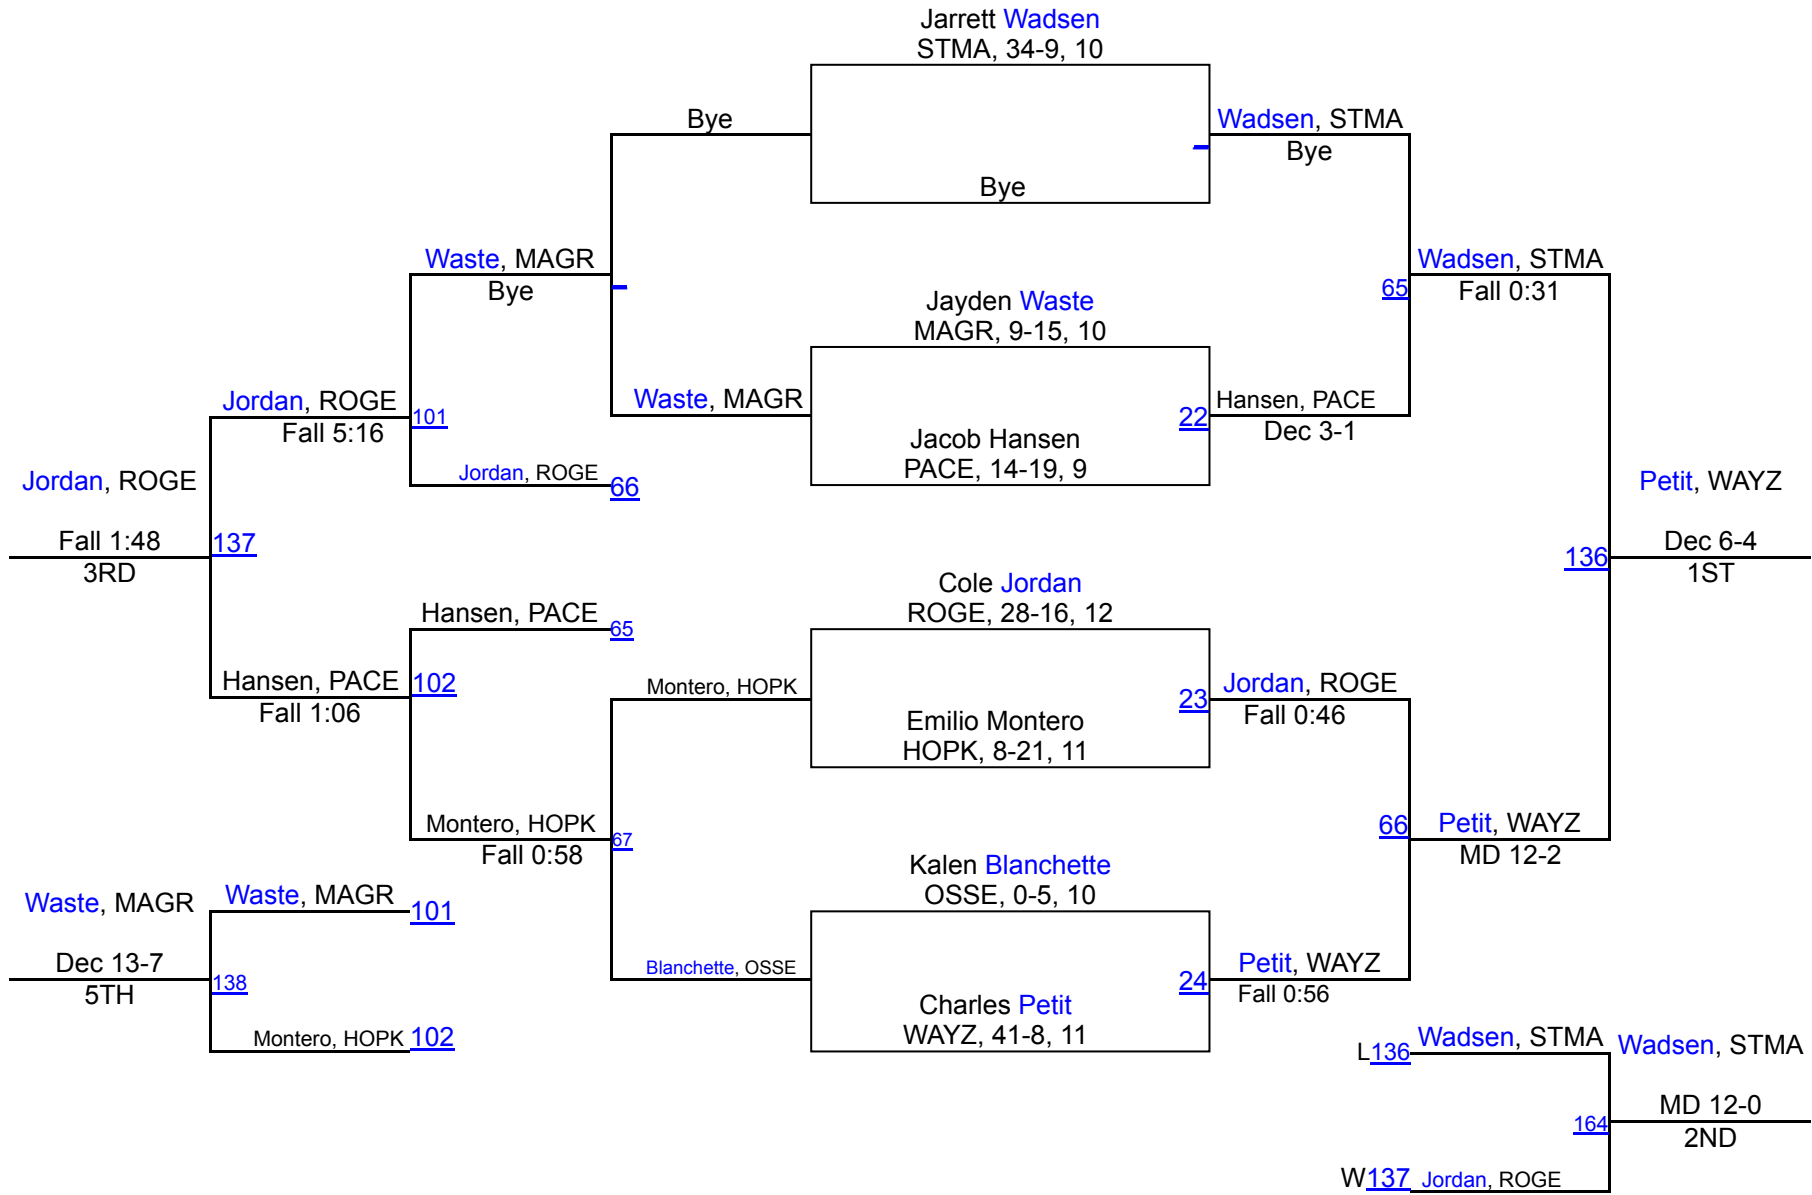 Jarrett Wadsen
STMA, 34-9, 10
Bye
Wadsen, STMA
Bye
Bye
Waste, MAGR
Bye
Wadsen, STMA
65
Fall 0:31
Jayden Waste
MAGR, 9-15, 10
Jordan, ROGE
101
Fall 5:16
Waste, MAGR
22
Hansen, PACE
Dec 3-1
Jacob Hansen
PACE, 14-19, 9
Jordan, ROGE
66
Jordan, ROGE
Fall 1:48
137
3RD
Petit, WAYZ
136
Dec 6-4
1ST
Cole Jordan
ROGE, 28-16, 12
Hansen, PACE
65
Hansen, PACE
102
Fall 1:06
Montero, HOPK
23
Jordan, ROGE
Fall 0:46
Emilio Montero
HOPK, 8-21, 11
Montero, HOPK
67
Fall 0:58
66
Petit, WAYZ
MD 12-2
Kalen Blanchette
OSSE, 0-5, 10
Waste, MAGR
Waste, MAGR
101
Dec 13-7
138
5TH
Blanchette, OSSE
24
Petit, WAYZ
Fall 0:56
Charles Petit
WAYZ, 41-8, 11
Montero, HOPK
102
L136
Wadsen, STMA
Wadsen, STMA
164
MD 12-0
2ND
W137
Jordan, ROGE